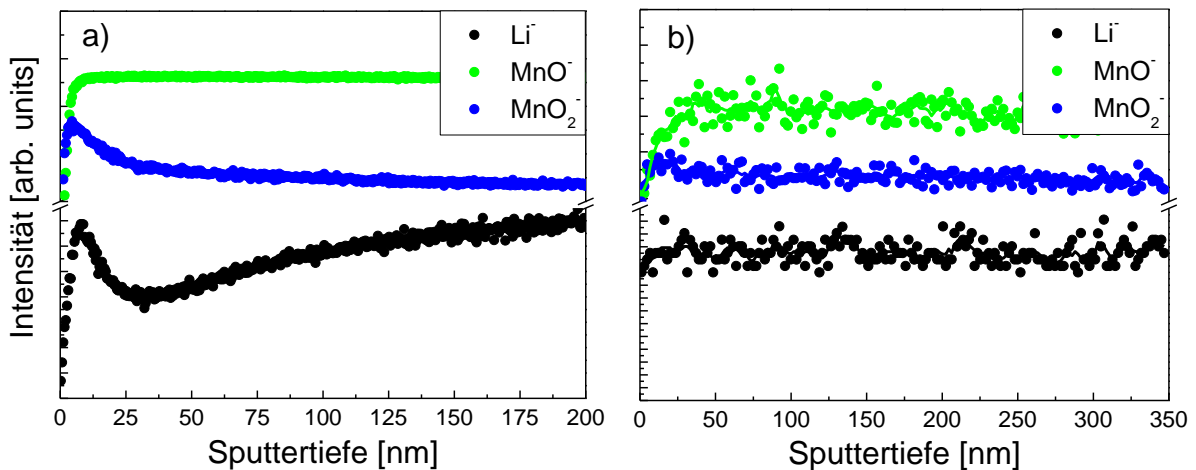 Intensität [arb. units]
a)
Li⁻
MnO⁻
MnO₂⁻
0 25 50 75 100 125 150 175 200
Sputtertiefe [nm]
b)
Li⁻
MnO⁻
MnO₂⁻
0 50 100 150 200 250 300 350
Sputtertiefe [nm]